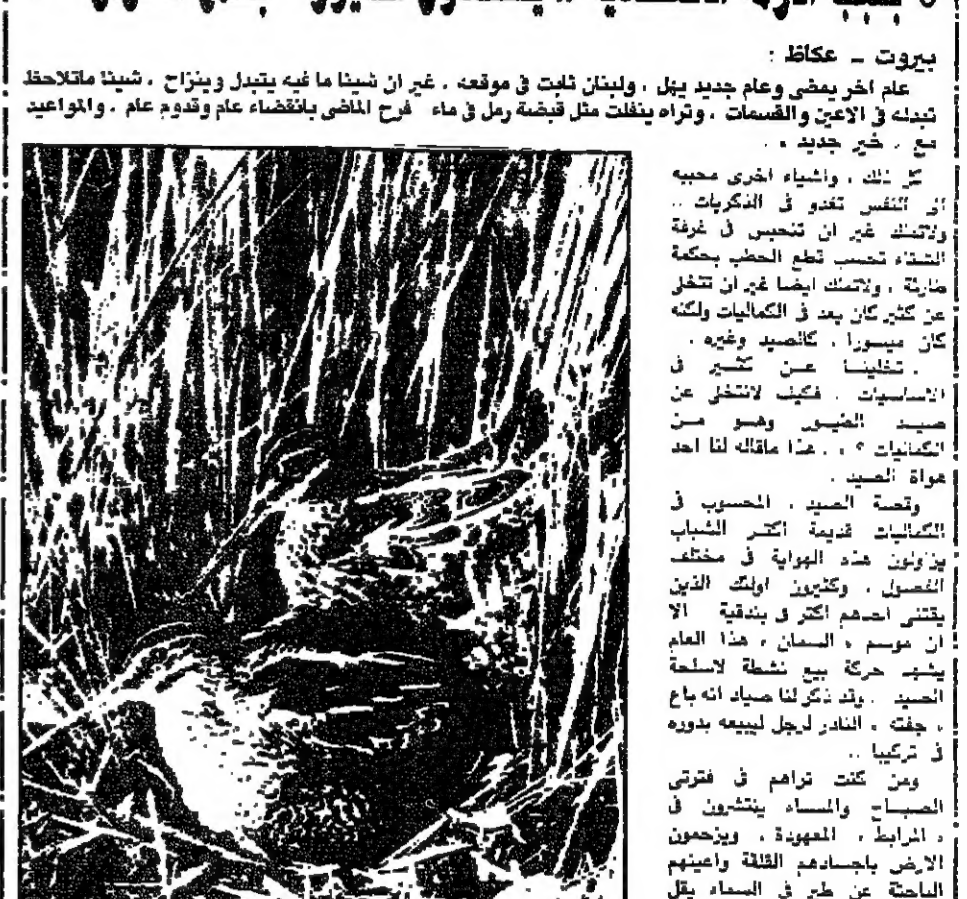 بيروت ـ عكاظ :
عام اخر يمضى وعام جديد يهل ، ولبنان ثابت في موقعه . غير ان شيئا ما فيه يتبدل وينزاح ، شيئا ماتلاحظ
تبدله في الاعين والقسمات ، وتراه ينفلت مثل قبضة رمل في ماء فرح الماضى بانقضاء عام وقدوم عام ، والمواعيد
مع ، خير جديد » .
كل ذلك ، واشياء اخرى محببه
الى النفس تغدو في الذكريات ..
ولاتملك غير ان تنحبس في غرفة
الشتاء تحسب قطع الحطب بحكمة
طارئة ، ولاتملك ايضا غير ان تتخلى
عن كثير كان يعد في الكماليات ولكنه
كان ميسورا ، كالصيد وغيره .
، تخلينا عن كثير في
الاساسيات ، فكيف لانتخلى عن
صيد الطيور وهو من
الكماليات ؟ ، . هذا ماقاله لنا احد
هواة الصيد .
وقصة الصيد ، المحسوب في
الكماليات قديمة اكثر الشباب
يزاولون هذه الهواية في مختلف
الفصول ، وكثيرون اولئك الذين
يقتنى احدهم اكثر من بندقية الا
ان موسم ، السمان ، هذا العام
يشهد حركة بيع نشطة لاسلحة
الصيد . وقد ذكر لنا صياد انه باع
، جفته ، النادر لرجل ليبيعه بدوره
في تركيا ..
ومن كنت تراهم في فترتى
الصباح والمساء ينتشرون في
، المرابط ، المعهودة ، ويزحمون
الارض باجسادهم القلقة واعينهم
الباحثة عن طير في السماء يقل